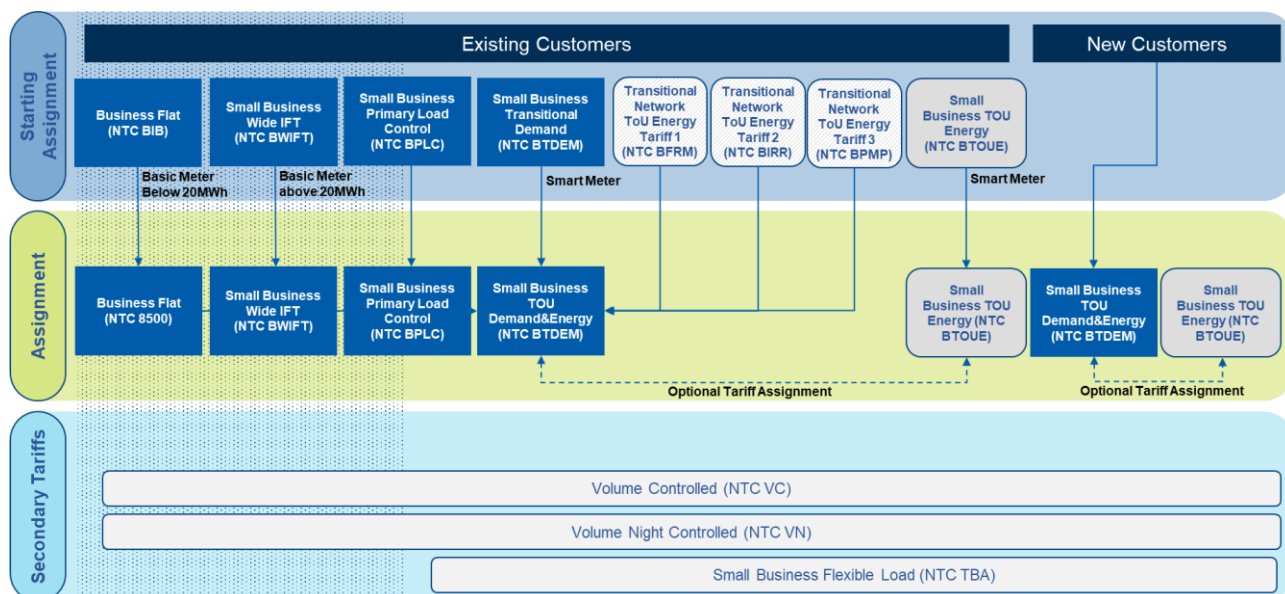 Starting
Assignment
Existing Customers
New Customers
Business Flat
(NTC BIB)
Small Business
Wide IFT
(NTC BWIFT)
Small Business
Primary Load
Control
(NTC BPLC)
Small Business
Transitional
Demand
(NTC BTDEM)
Transitional
Network
ToU Energy
Tariff 1
(NTC BFRM)
Transitional
Network
ToU Energy
Tariff 2
(NTC BIRR)
Transitional
Network
ToU Energy
Tariff 3
(NTC BPMP)
Small
Business TOU
Energy
(NTC BTOUE)
Basic Meter
Below 20MWh
Basic Meter
above 20MWh
Smart Meter
Smart Meter
Assignment
Business Flat
(NTC 8500)
Small Business
Wide IFT
(NTC BWIFT)
Small Business
Primary Load
Control
(NTC BPLC)
Small Business
TOU
Demand&Energy
(NTC BTDEM)
Small
Business TOU
Energy (NTC
BTOUE)
Small Business
TOU
Demand&Energy
(NTC BTDEM)
Small
Business TOU
Energy (NTC
BTOUE)
Optional Tariff Assignment
Optional Tariff Assignment
Secondary Tariffs
Volume Controlled (NTC VC)
Volume Night Controlled (NTC VN)
Small Business Flexible Load (NTC TBA)